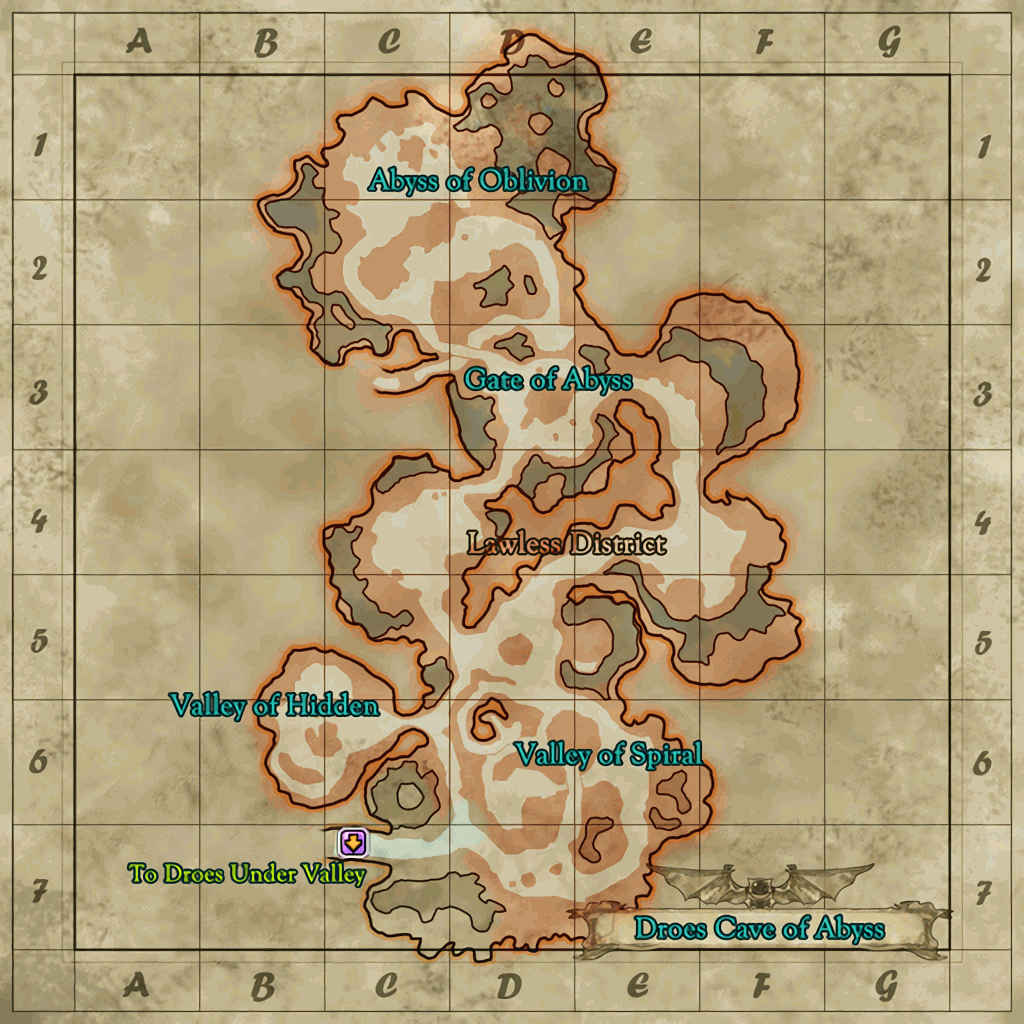 A B C D E F G
1 1
Abyss of Oblivion
2 2
Gate of Abyss
3 3
4 4
Lawless District
5 5
Valley of Hidden
Valley of Spiral
6 6
To Droes Under Valley
7 7
Droes Cave of Abyss
A B C D E F G